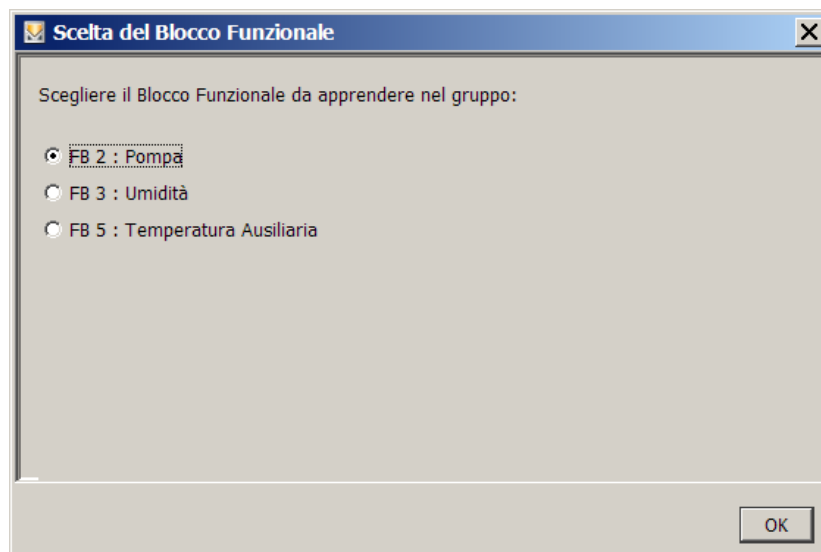 Scelta del Blocco Funzionale
Scegliere il Blocco Funzionale da apprendere nel gruppo:
FB 2 : Pompa
FB 3 : Umidità
FB 5 : Temperatura Ausiliaria
OK